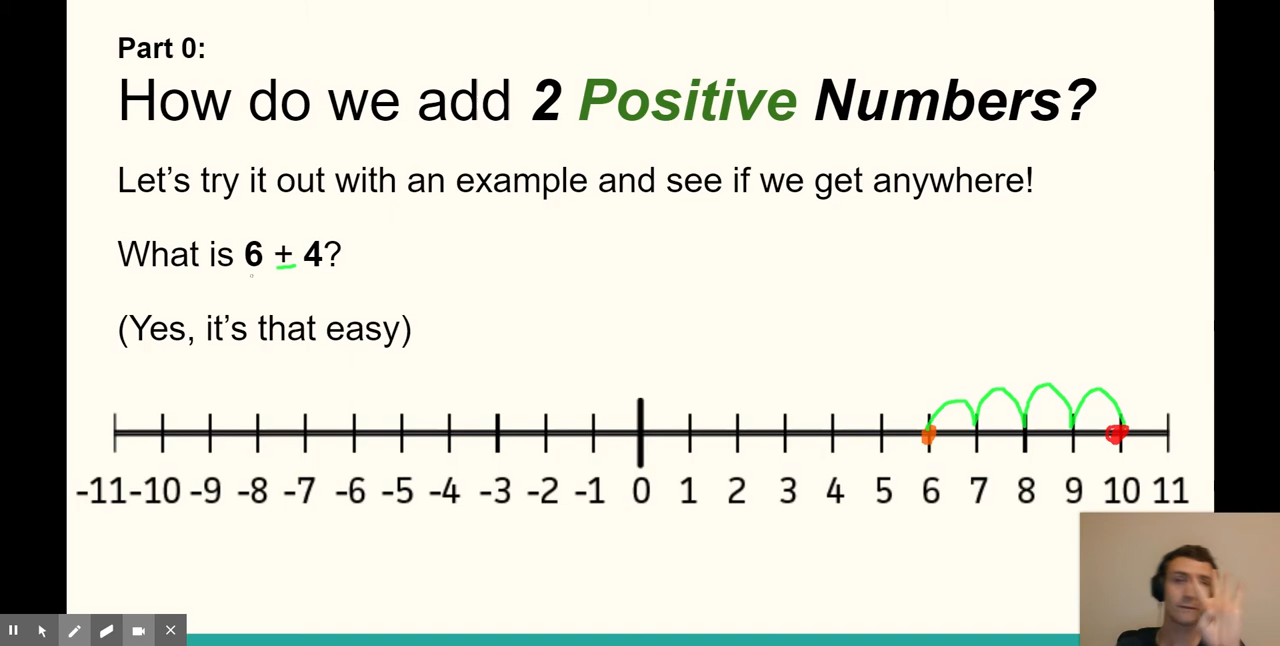 Part 0:
How do we add 2 Positive Numbers?
Let's try it out with an example and see if we get anywhere!
What is 6 + 4?
(Yes, it's that easy)
-11 -10 -9 -8 -7 -6 -5 -4 -3 -2 -1 0 1 2 3 4 5 6 7 8 9 10 11